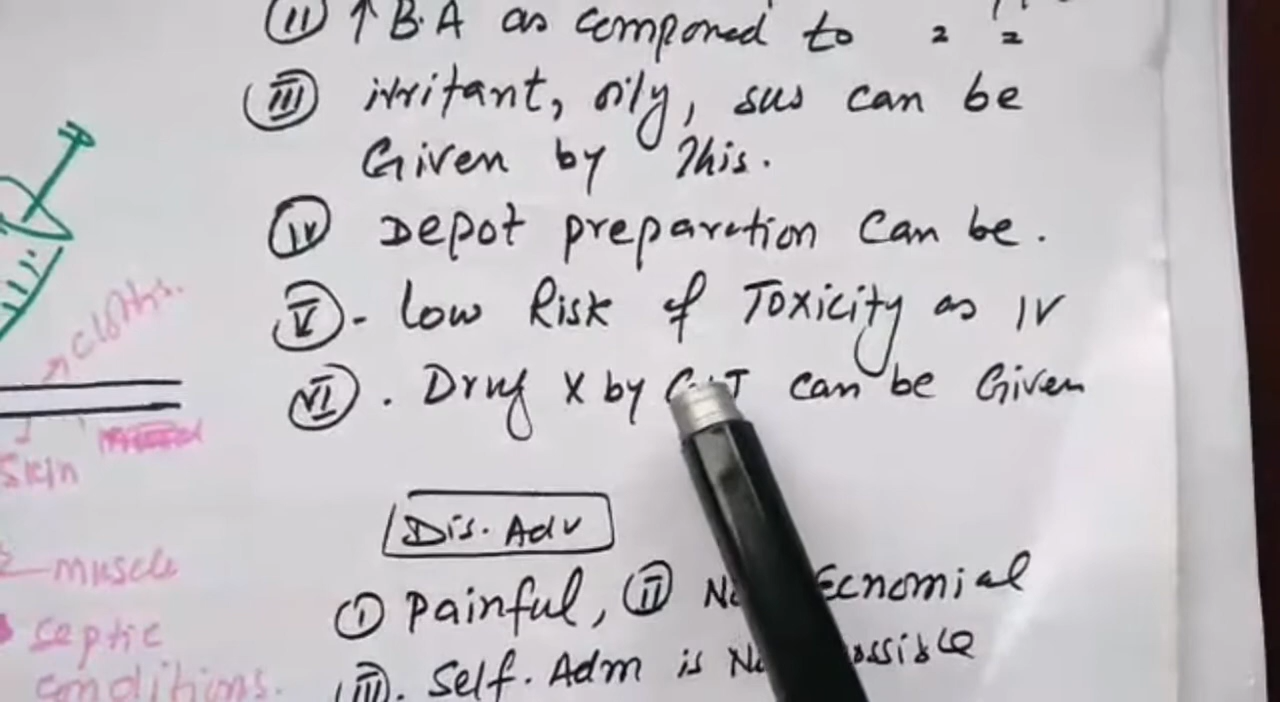 (II) ↑ B.A as compared to " "
(III) irritant, oily, sus can be
Given by This.
(IV) Depot preparation can be.
(V) - Low Risk of Toxicity as IV
(VI) . Drug X by can be Given
Cloths.
Skin
Dis. Adv
muscle
(I) Painful, (II) Ecnomial
septic
conditions.
(III). Self. Adm is